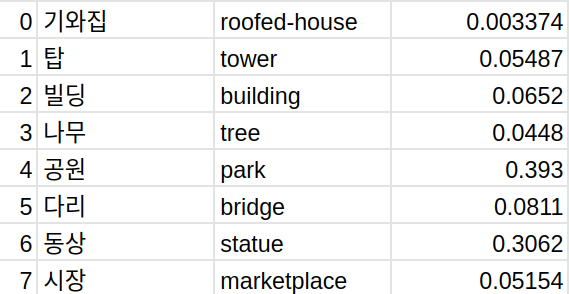 0 기와집 roofed-house 0.003374
1 탑 tower 0.05487
2 빌딩 building 0.0652
3 나무 tree 0.0448
4 공원 park 0.393
5 다리 bridge 0.0811
6 동상 statue 0.3062
7 시장 marketplace 0.05154